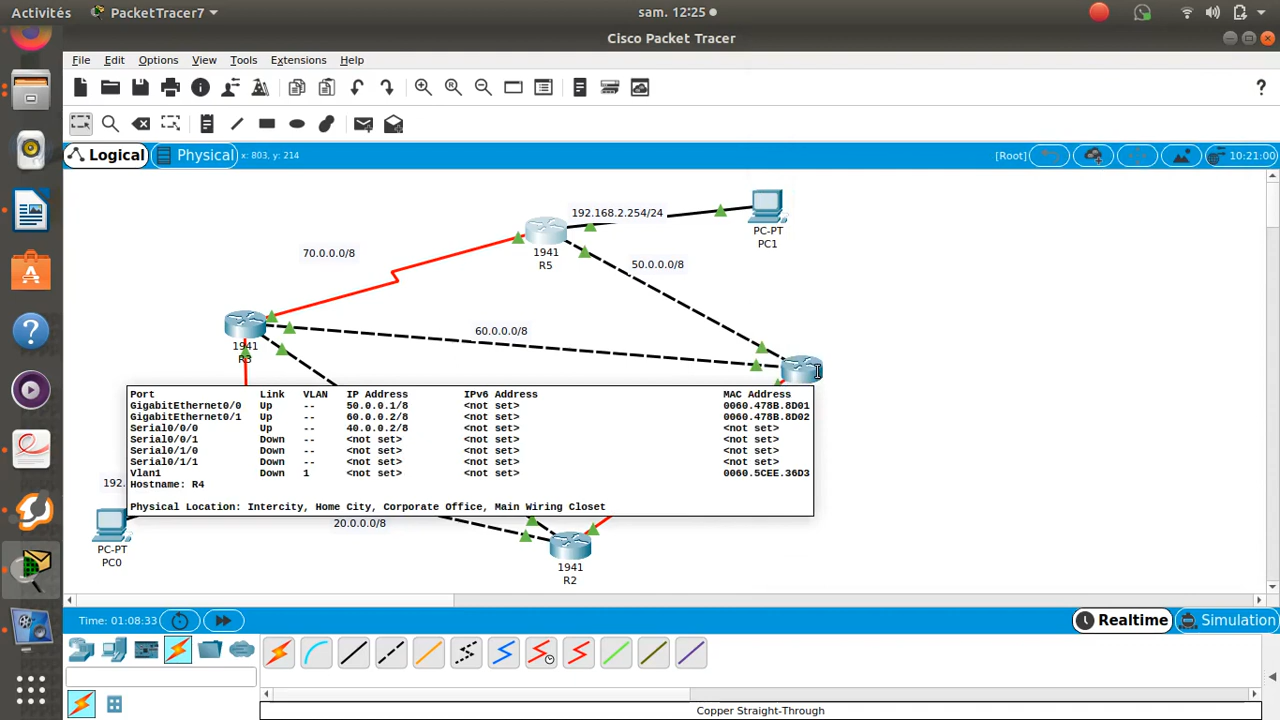 Activités
PacketTracer7
sam. 12:25
Cisco Packet Tracer
File Edit Options View Tools Extensions Help
?
Logical
Physical
x: 803, y: 214
[Root]
10:21:00
192.168.2.254/24
PC-PT
PC1
1941
R5
70.0.0.0/8
50.0.0.0/8
60.0.0.0/8
1941
R3
Port Link VLAN IP Address IPv6 Address MAC Address
GigabitEthernet0/0 Up -- 50.0.0.1/8 <not set> 0060.478B.8D01
GigabitEthernet0/1 Up -- 60.0.0.2/8 <not set> 0060.478B.8D02
Serial0/0/0 Up -- 40.0.0.2/8 <not set> <not set>
Serial0/0/1 Down -- <not set> <not set> <not set>
Serial0/1/0 Down -- <not set> <not set> <not set>
Serial0/1/1 Down -- <not set> <not set> <not set>
Vlan1 Down 1 <not set> <not set> 0060.5CEE.36D3
Hostname: R4
Physical Location: Intercity, Home City, Corporate Office, Main Wiring Closet
192.
20.0.0.0/8
PC-PT
PC0
1941
R2
Time: 01:08:33
Realtime
Simulation
Copper Straight-Through